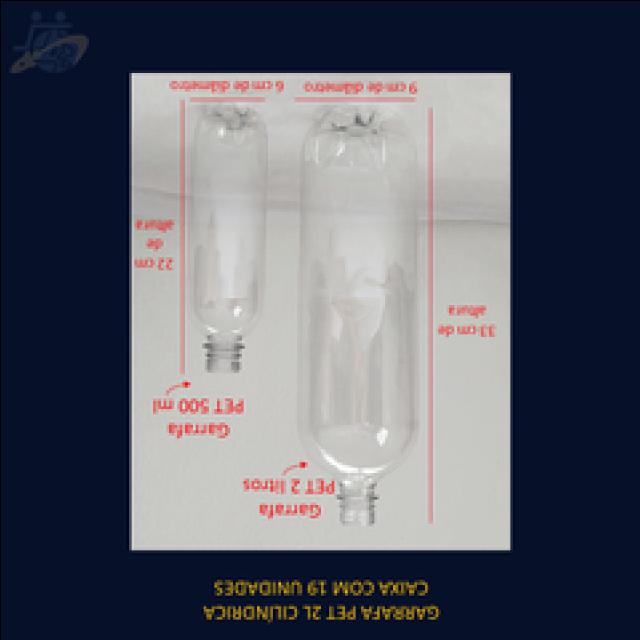 GARRAFA PET 2L CILÍNDRICA
CAIXA COM 19 UNIDADES
Garrafa
PET 2 litros
Garrafa
PET 500 ml
33 cm de
altura
22 cm
de
altura
9 cm de diâmetro
6 cm de diâmetro